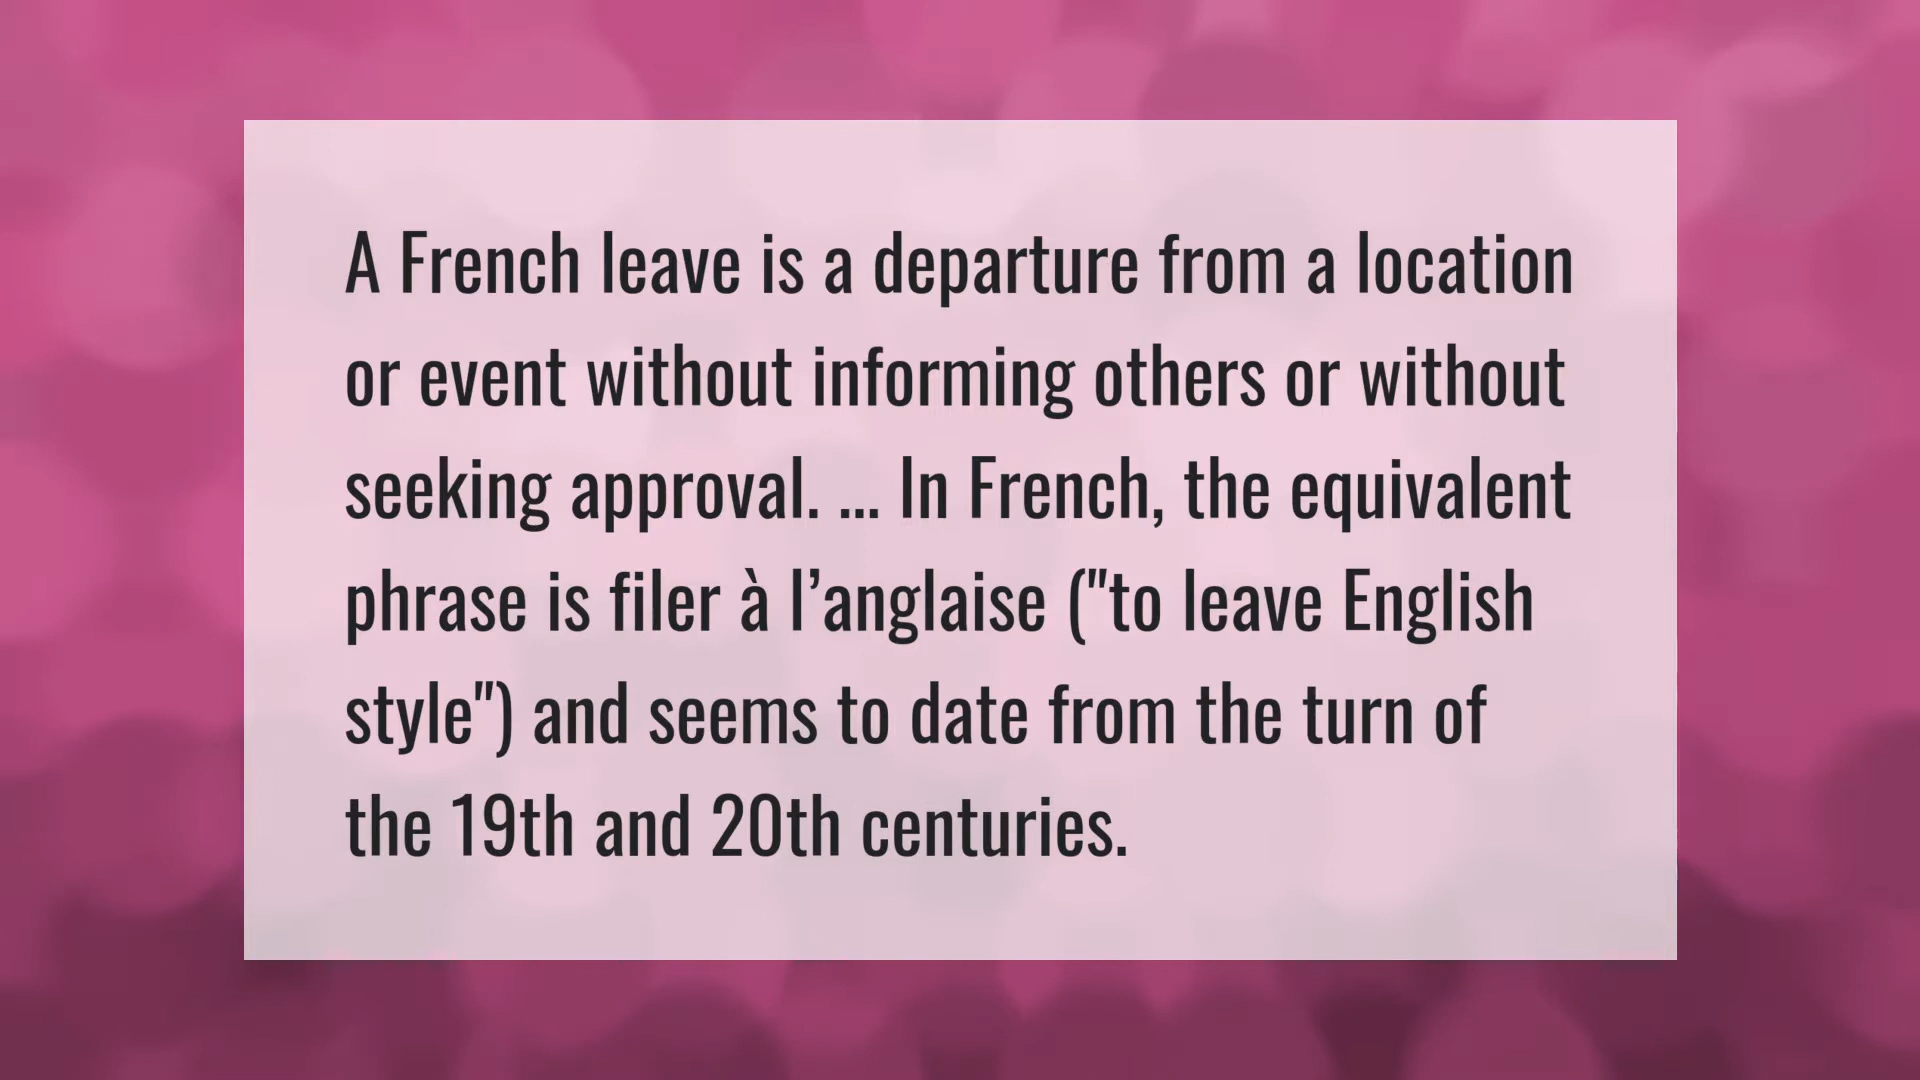 A French leave is a departure from a location
or event without informing others or without
seeking approval. ... In French, the equivalent
phrase is filer à l’anglaise ("to leave English
style") and seems to date from the turn of
the 19th and 20th centuries.